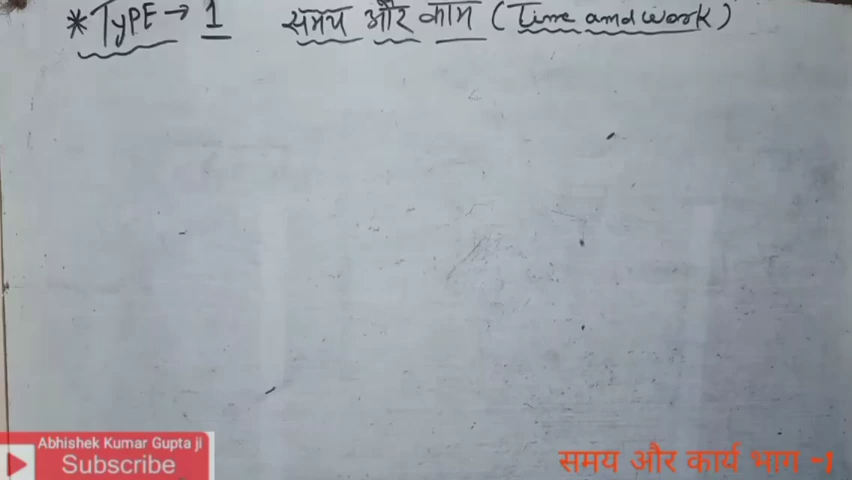 *TYPE→ 1 समय और काम (Time and work)
Abhishek Kumar Gupta ji
Subscribe
समय और कार्य भाग -1